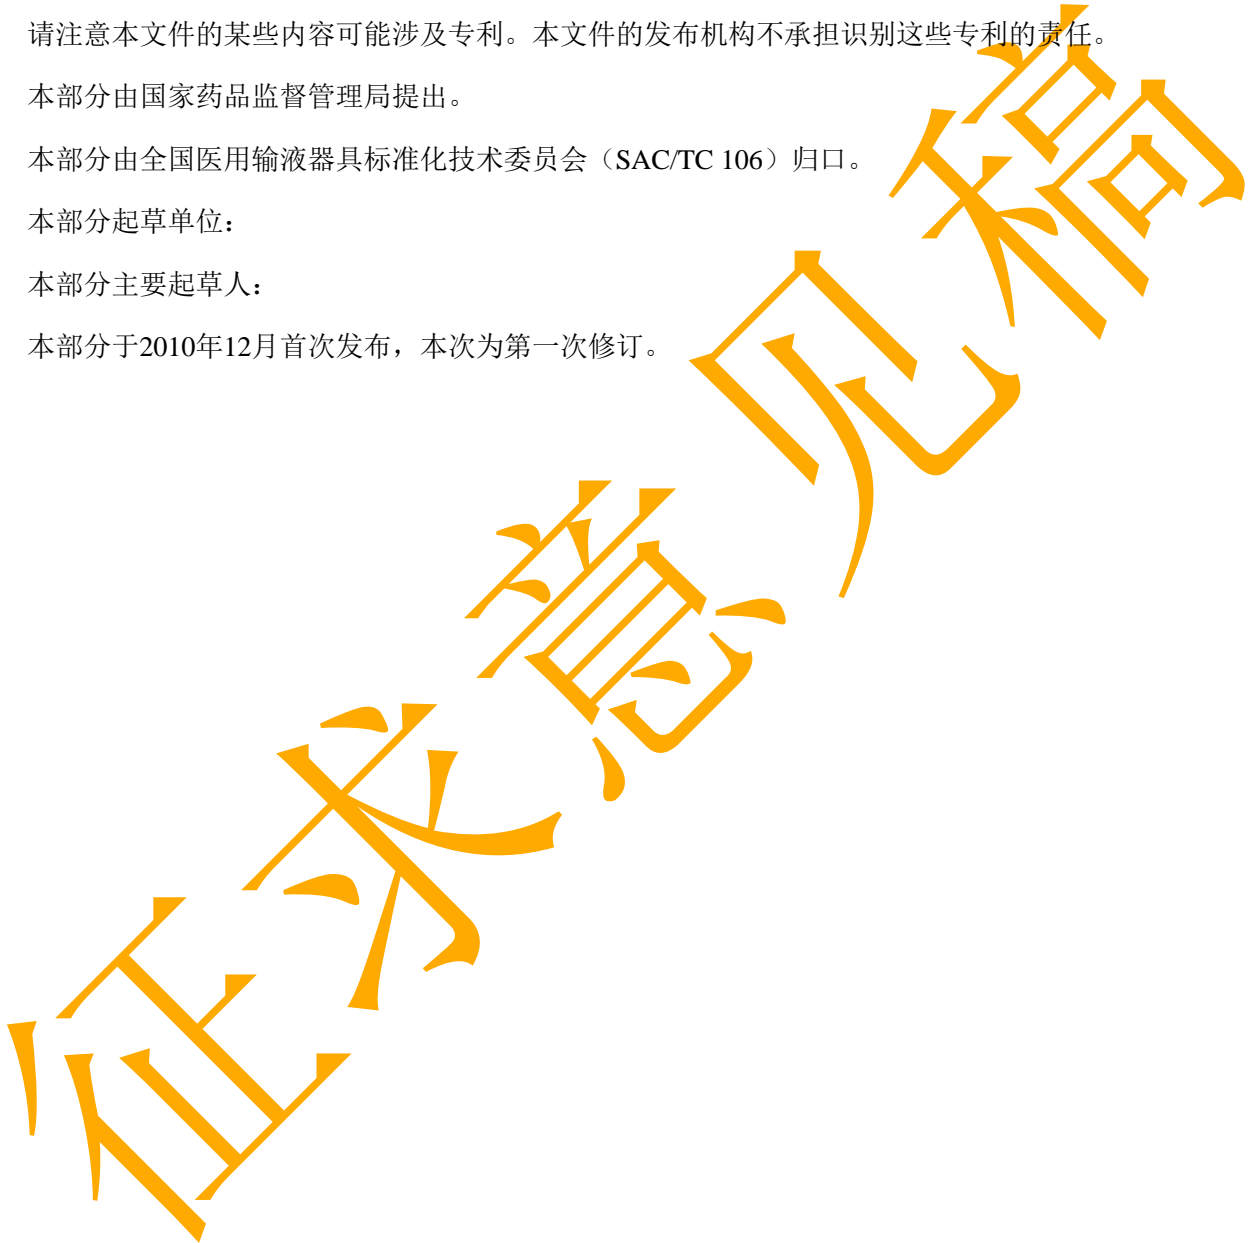 请注意本文件的某些内容可能涉及专利。本文件的发布机构不承担识别这些专利的责任。
本部分由国家药品监督管理局提出。
本部分由全国医用输液器具标准化技术委员会（SAC/TC 106）归口。
本部分起草单位：
本部分主要起草人：
本部分于2010年12月首次发布，本次为第一次修订。
征求意见稿